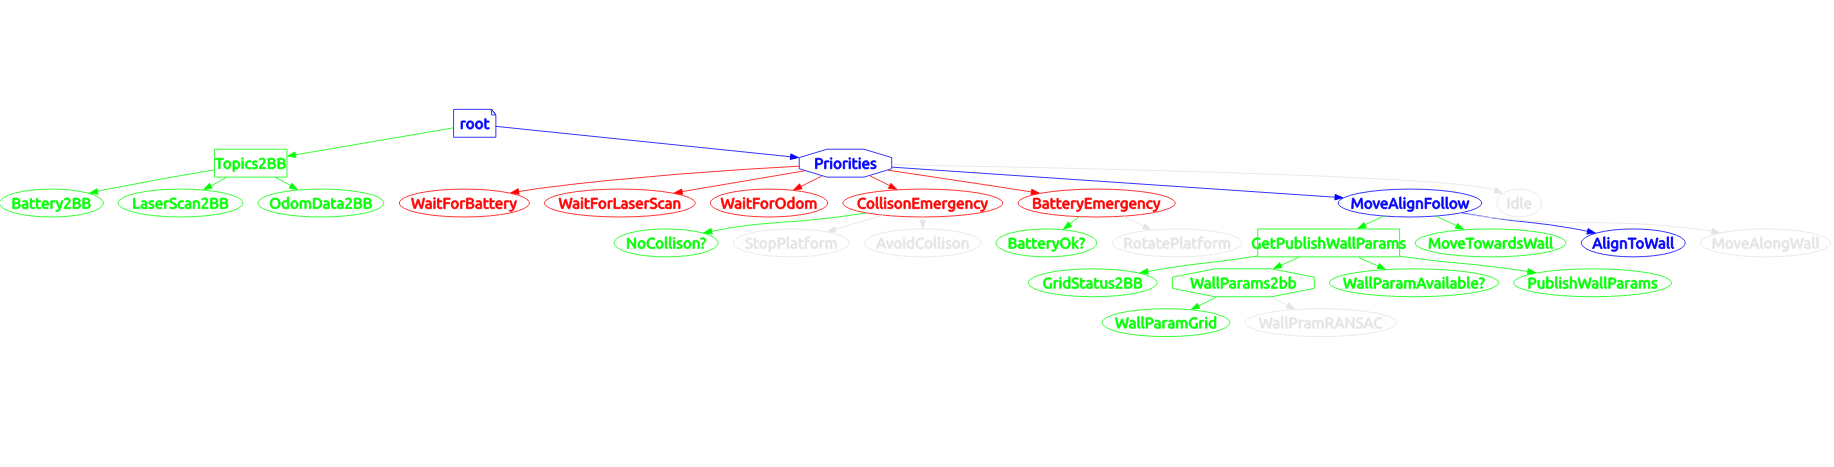 root
Topics2BB
Priorities
Battery2BB
LaserScan2BB
OdomData2BB
WaitForBattery
WaitForLaserScan
WaitForOdom
CollisonEmergency
BatteryEmergency
MoveAlignFollow
Idle
NoCollison?
StopPlatform
AvoidCollison
BatteryOk?
RotatePlatform
GetPublishWallParams
MoveTowardsWall
AlignToWall
MoveAlongWall
GridStatus2BB
WallParams2bb
WallParamAvailable?
PublishWallParams
WallParamGrid
WallPramRANSAC